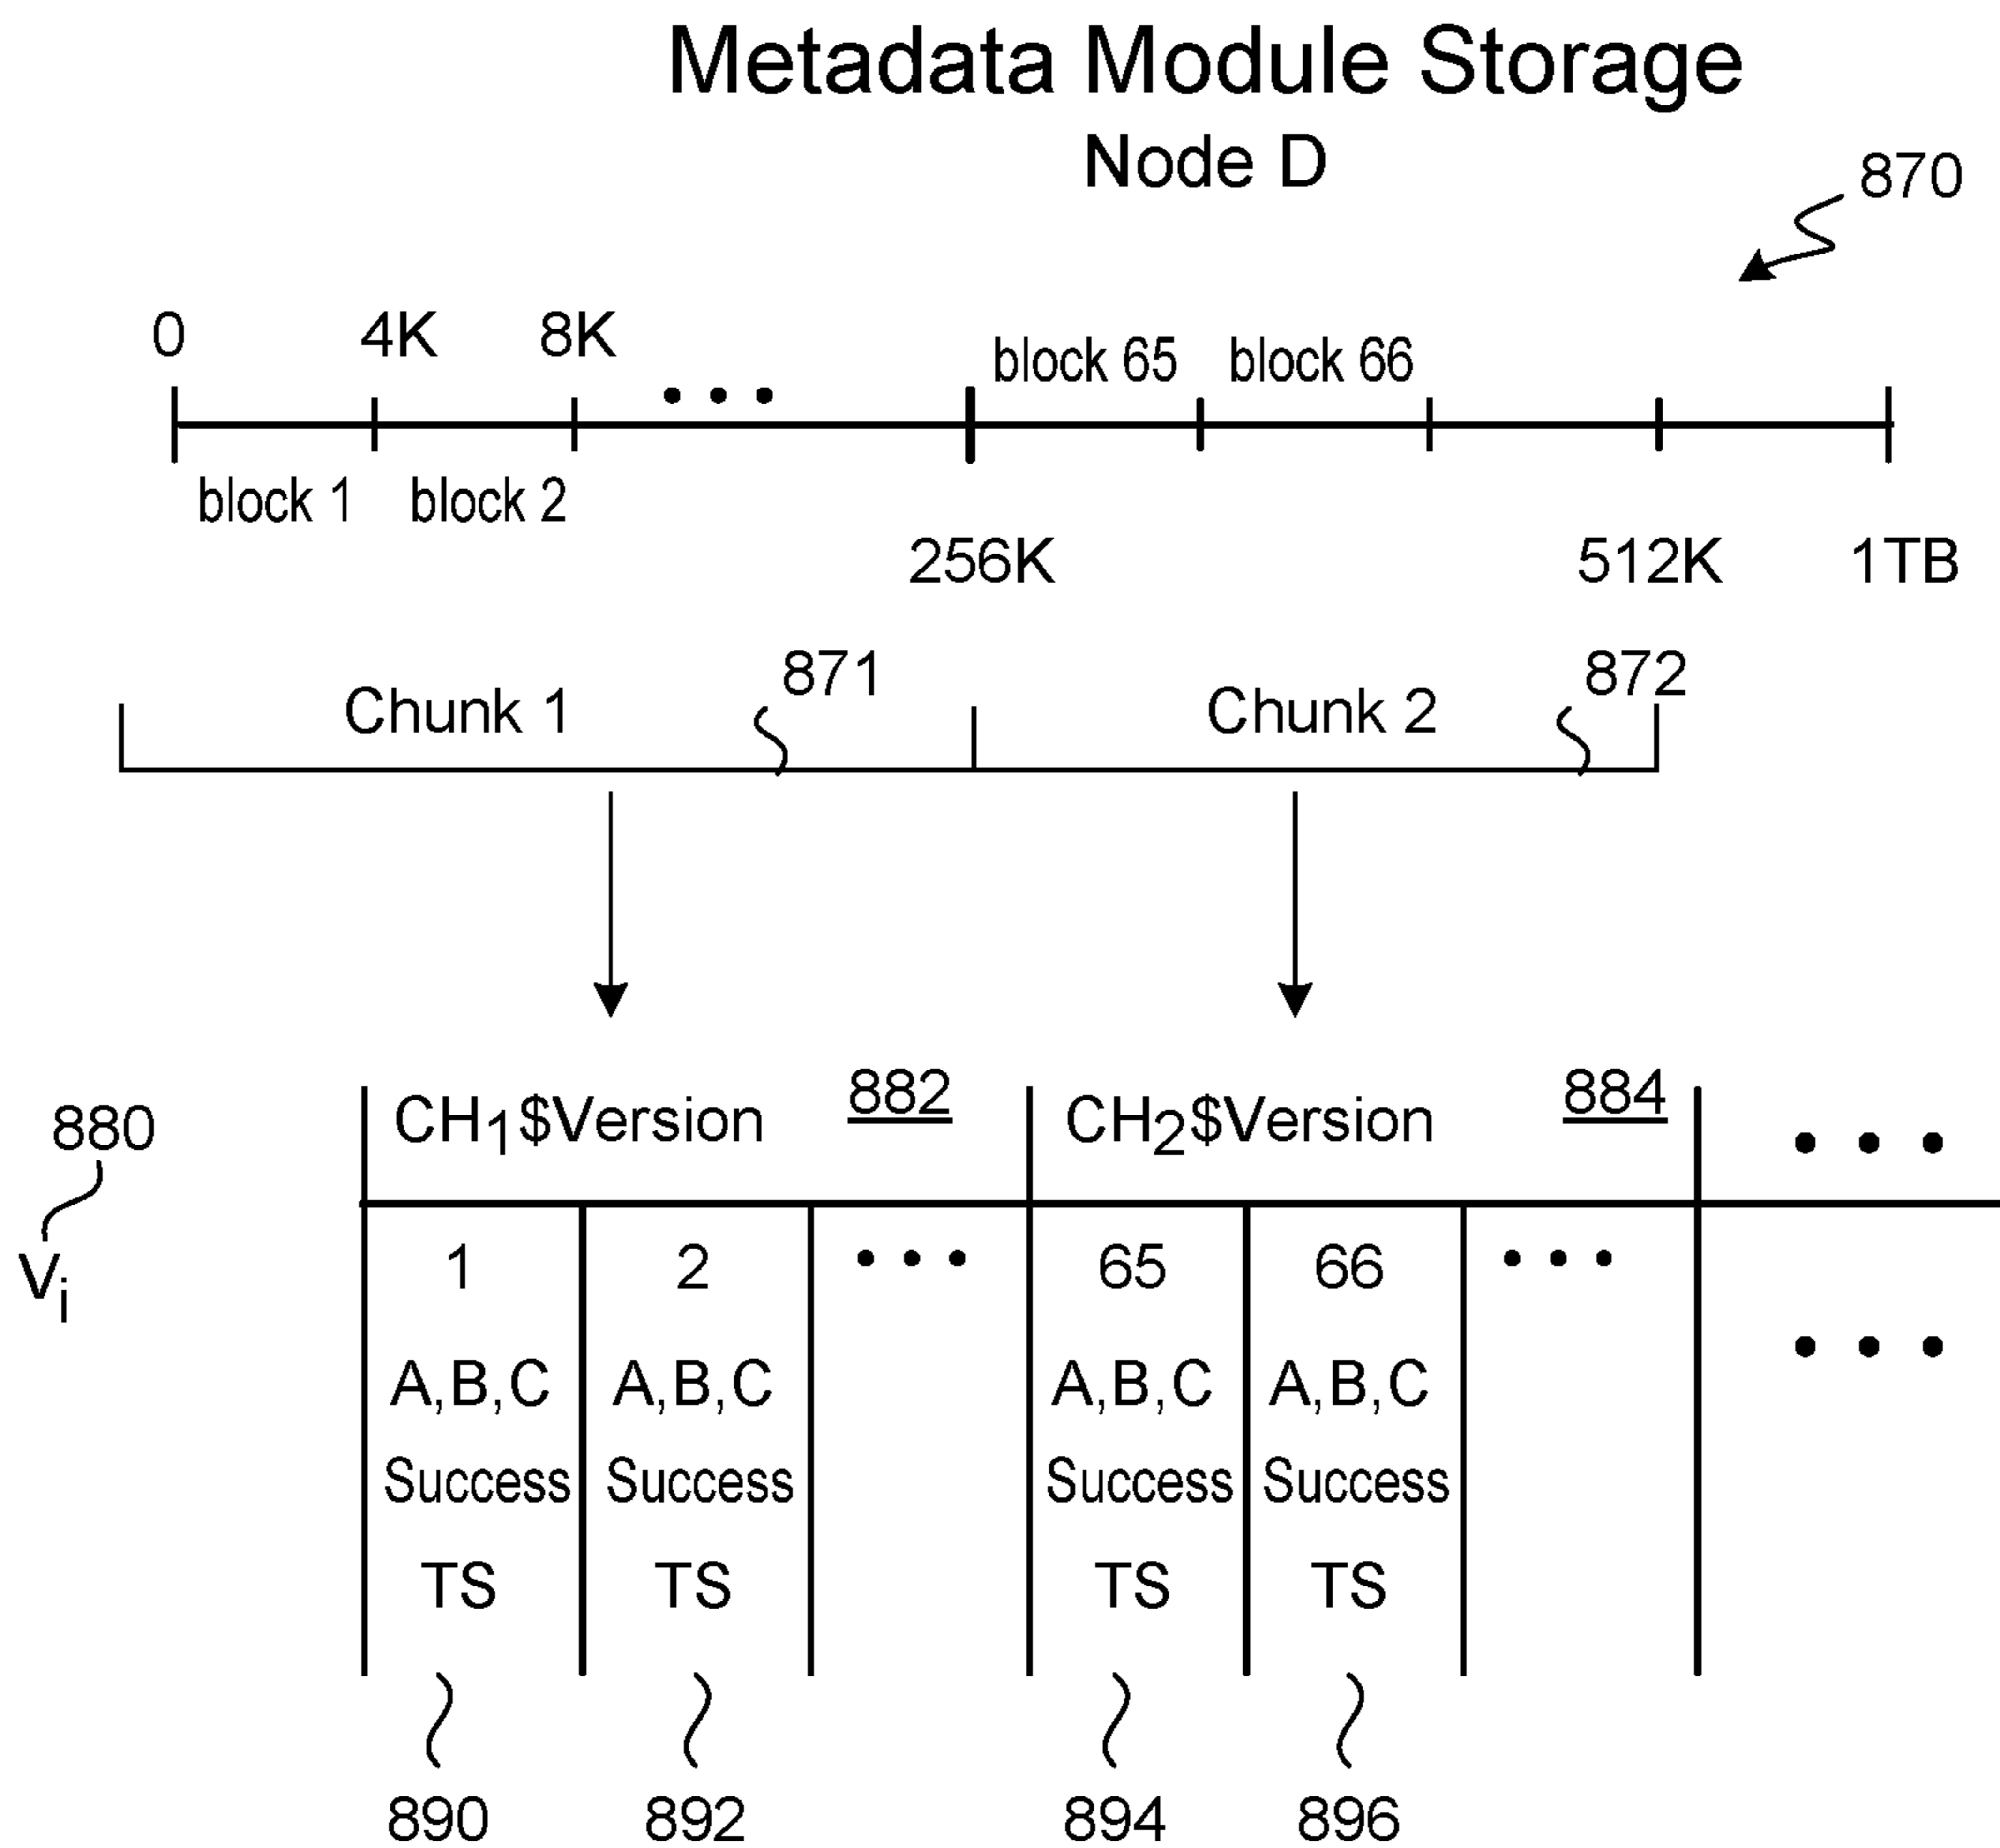 Metadata Module Storage
Node D
870
0 4K 8K
block 65 block 66
block 1 block 2
256K 512K 1TB
871 872
Chunk 1 Chunk 2
880
CH1$Version 882 CH2$Version 884
Vi
1 2 65 66
A,B,C A,B,C A,B,C A,B,C
Success Success Success Success
TS TS TS TS
890 892 894 896